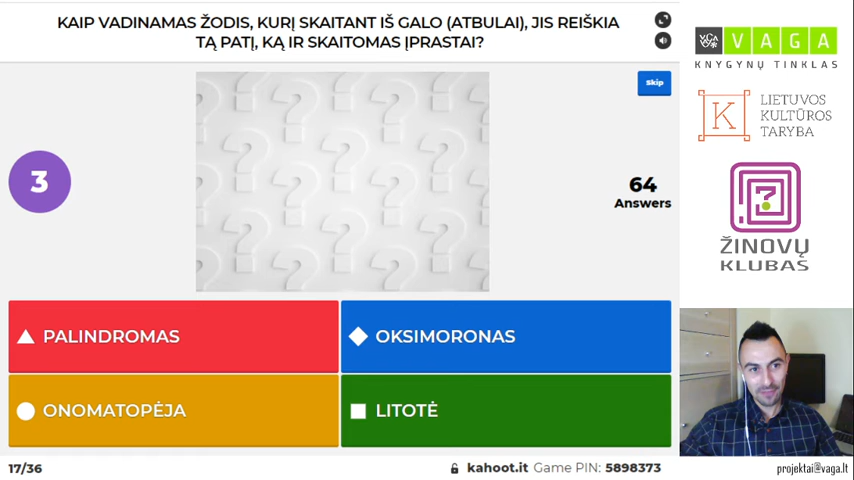 KAIP VADINAMAS ŽODIS, KURĮ SKAITANT IŠ GALO (ATBULAI), JIS REIŠKIA
TĄ PATĮ, KĄ IR SKAITOMAS ĮPRASTAI?
Skip
3
64
Answers
PALINDROMAS
OKSIMORONAS
ONOMATOPĖJA
LITOTĖ
17/36
kahoot.it Game PIN: 5898373
VAGA
KNYGYNŲ TINKLAS
LIETUVOS
KULTŪROS
TARYBA
ŽINOVŲ
KLUBAS
projektai@vaga.lt